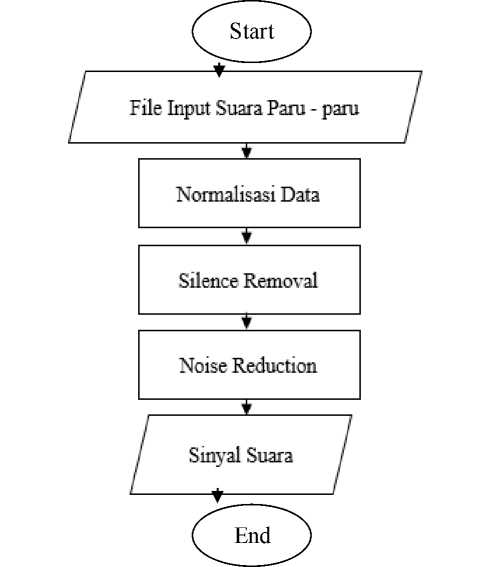 Start
File Input Suara Paru - paru
Normalisasi Data
Silence Removal
Noise Reduction
Sinyal Suara
End